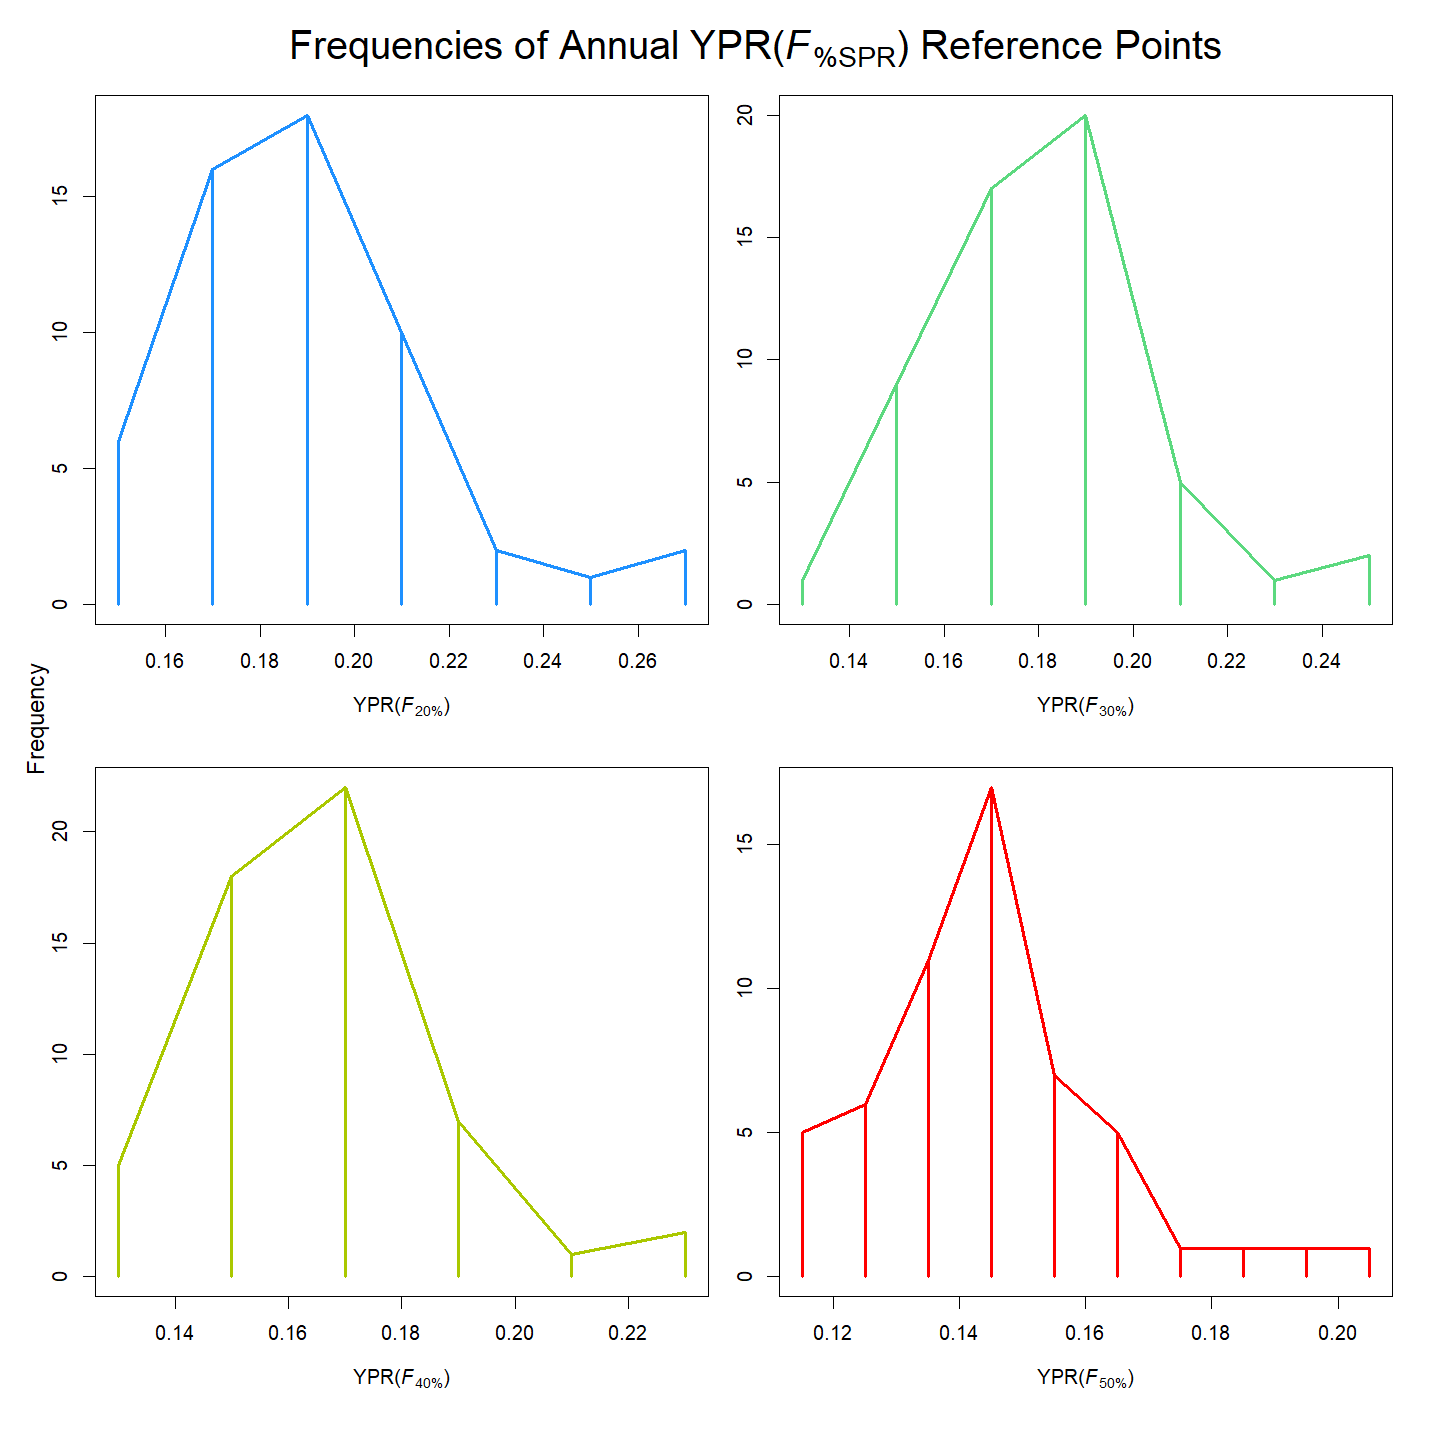 Frequencies of Annual YPR(F%SPR) Reference Points
Frequency
0 5 10 15
0.16 0.18 0.20 0.22 0.24 0.26
YPR(F20%)
0 5 10 15 20
0.14 0.16 0.18 0.20 0.22 0.24
YPR(F30%)
0 5 10 15 20
0.14 0.16 0.18 0.20 0.22
YPR(F40%)
0 5 10 15
0.12 0.14 0.16 0.18 0.20
YPR(F50%)